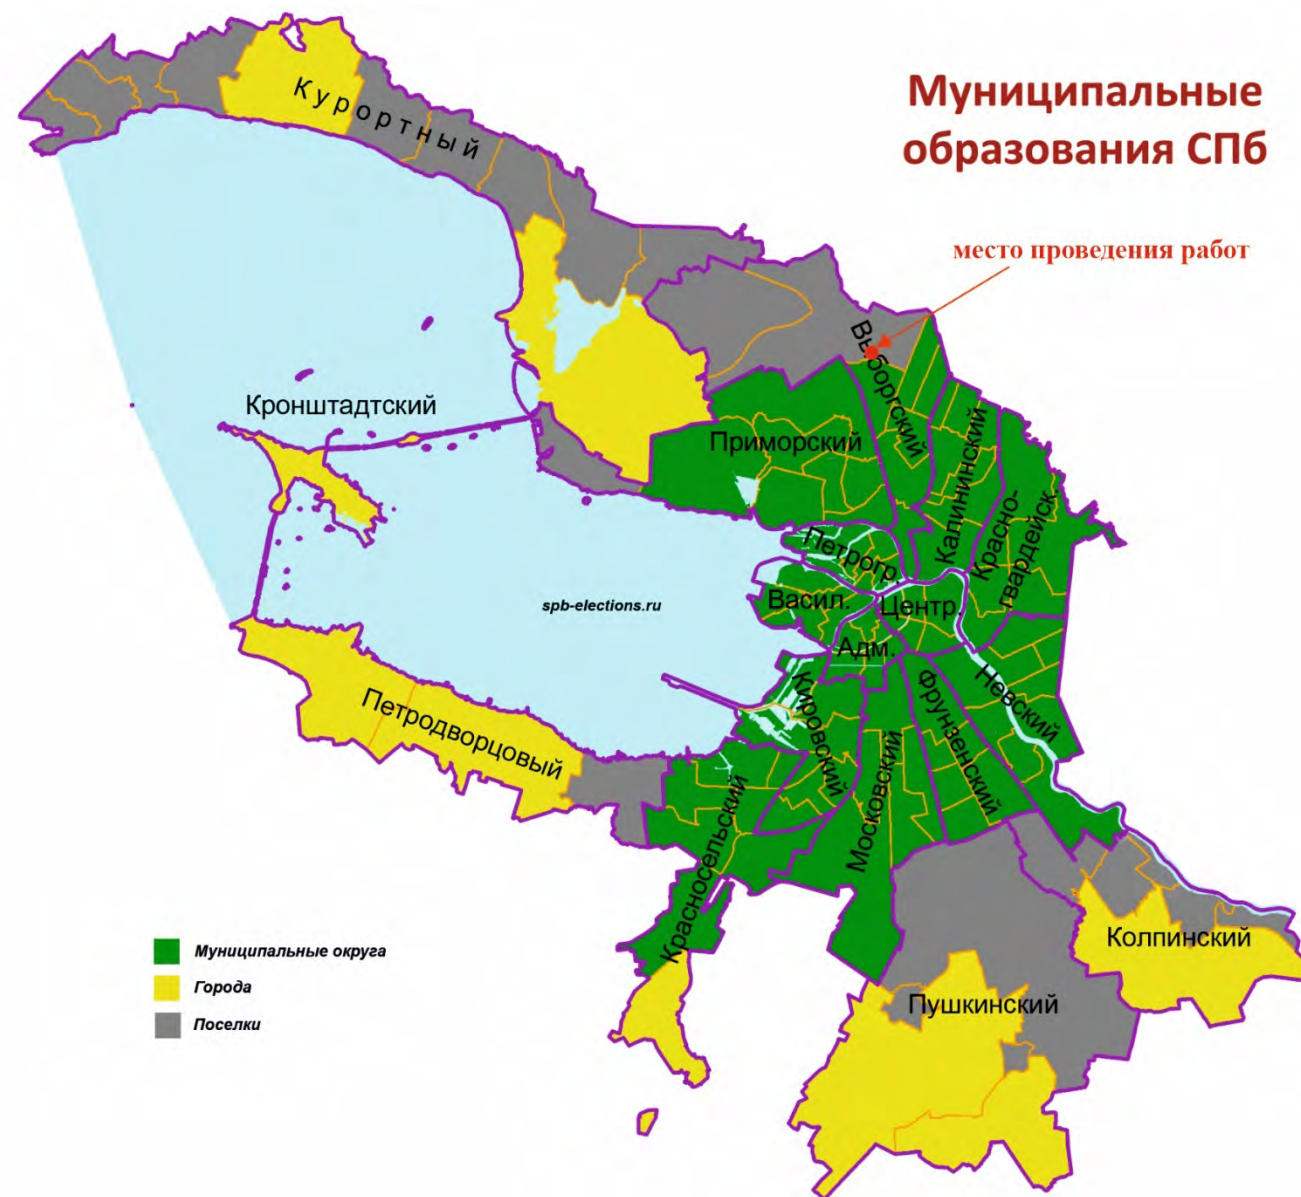 Муниципальные
образования СПб
Курортный
место проведения работ
Выборгский
Кронштадтский
Приморский
Калининский
Красно-
гвардейск.
Петрогр.
Васил.
Центр.
spb-elections.ru
Адм.
Невский
Петродворцовый
Кировский
Фрунзенский
Московский
Красносельский
Муниципальные округа
Города
Поселки
Колпинский
Пушкинский